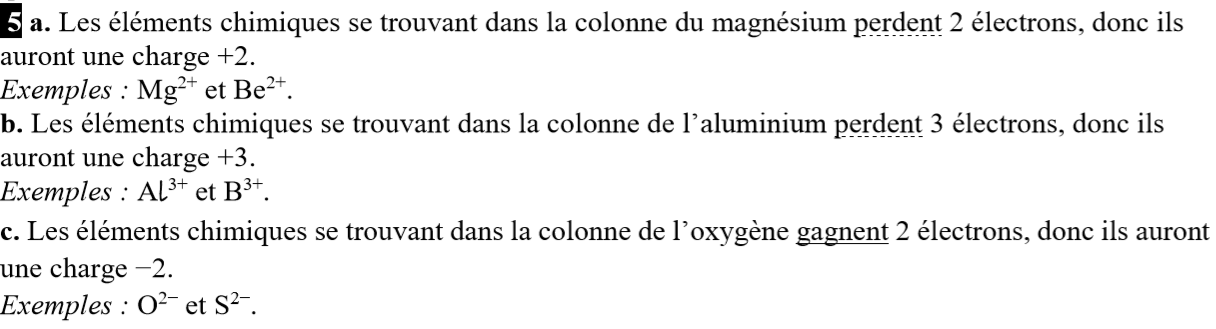 5 a. Les éléments chimiques se trouvant dans la colonne du magnésium perdent 2 électrons, donc ils
auront une charge +2.
Exemples : Mg²⁺ et Be²⁺.
b. Les éléments chimiques se trouvant dans la colonne de l’aluminium perdent 3 électrons, donc ils
auront une charge +3.
Exemples : Al³⁺ et B³⁺.
c. Les éléments chimiques se trouvant dans la colonne de l’oxygène gagnent 2 électrons, donc ils auront
une charge −2.
Exemples : O²⁻ et S²⁻.